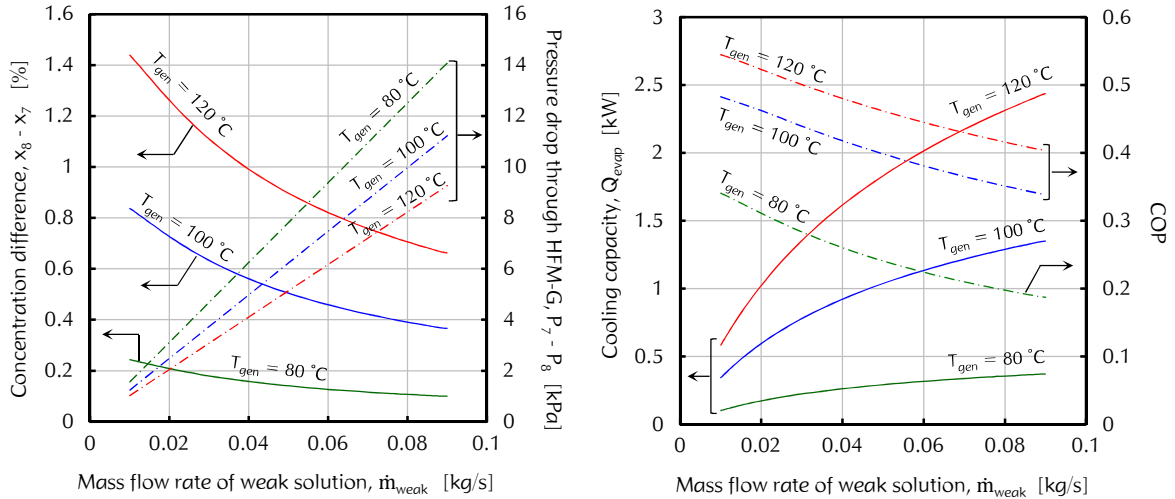 Concentration difference, x8 - x7 [%]
1.6
1.4
1.2
1
0.8
0.6
0.4
0.2
0
16
14
12
10
8
6
4
2
0
Pressure drop through HFM-G, P7 - P8 [kPa]
Tgen = 120 °C
Tgen = 80 °C
Tgen = 100 °C
Tgen = 120 °C
Tgen = 100 °C
Tgen = 80 °C
0 0.02 0.04 0.06 0.08 0.1
Mass flow rate of weak solution, ṁweak [kg/s]
Cooling capacity, Qevap [kW]
3
2.5
2
1.5
1
0.5
0
0.6
0.5
0.4
0.3
0.2
0.1
0
COP
Tgen = 120 °C
Tgen = 120 °C
Tgen = 100 °C
Tgen = 80 °C
Tgen = 100 °C
Tgen = 80 °C
0 0.02 0.04 0.06 0.08 0.1
Mass flow rate of weak solution, ṁweak [kg/s]